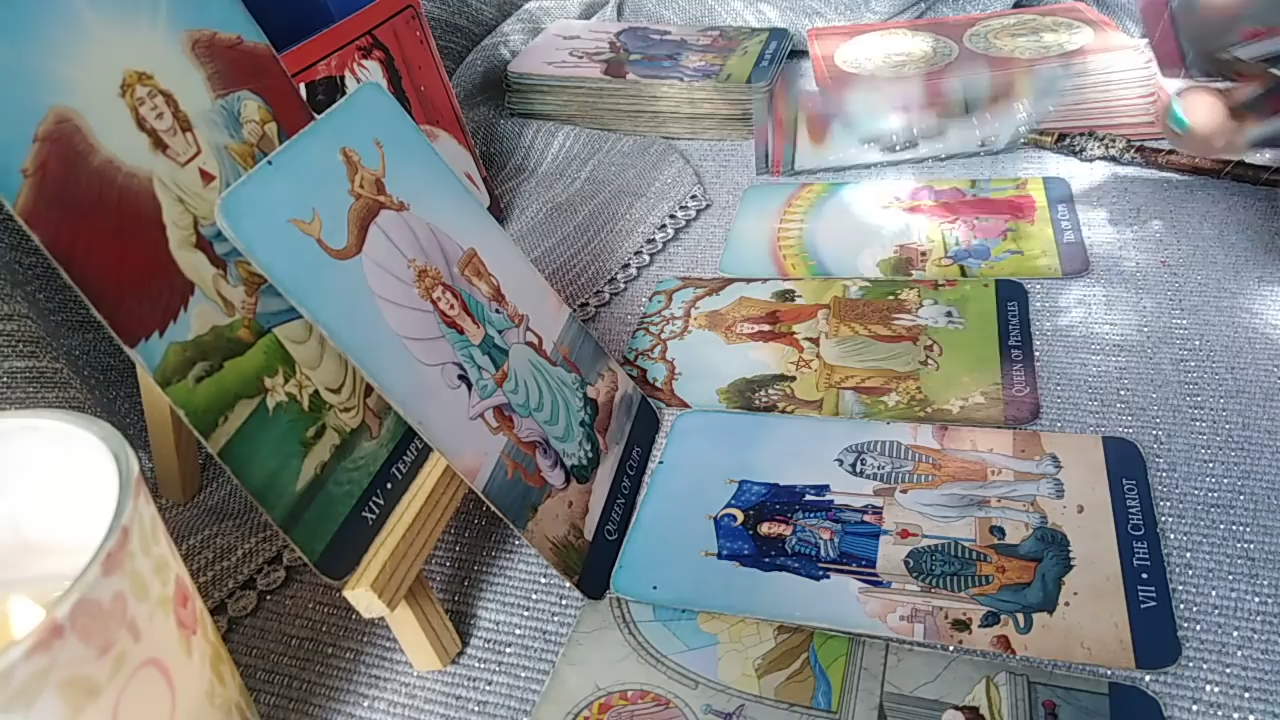 XIV • TEMPE
QUEEN OF CUPS
TEN OF CUPS
QUEEN OF PENTACLES
VII • THE CHARIOT